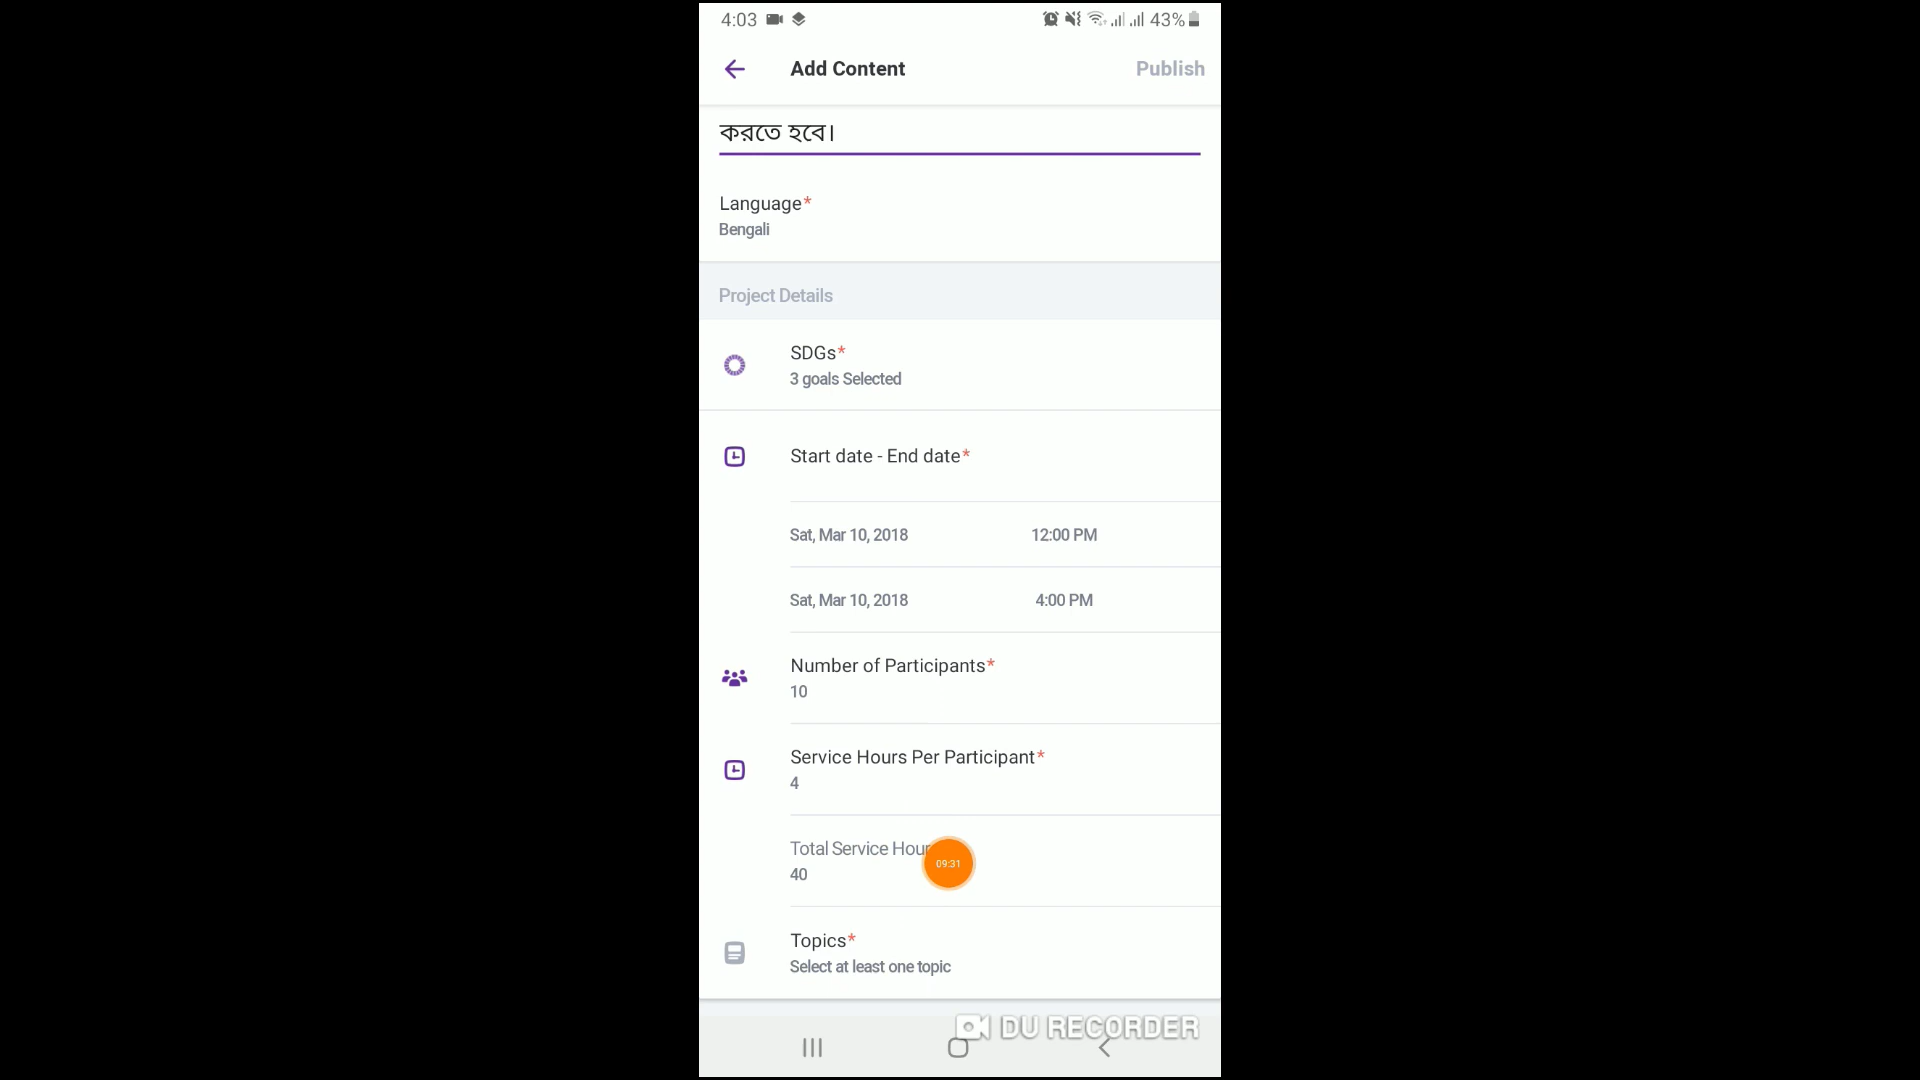 4:03 43%
Add Content Publish
করতে হবে।
Language*
Bengali
Project Details
SDGs*
3 goals Selected
Start date - End date*
Sat, Mar 10, 2018 12:00 PM
Sat, Mar 10, 2018 4:00 PM
Number of Participants*
10
Service Hours Per Participant*
4
Total Service Hour
09:31
40
Topics*
Select at least one topic
DU RECORDER